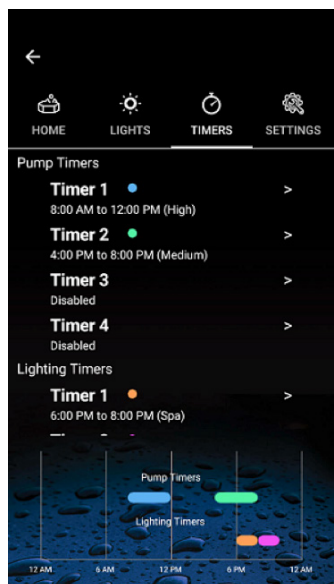 HOME LIGHTS TIMERS SETTINGS
Pump Timers
Timer 1 >
8:00 AM to 12:00 PM (High)
Timer 2 >
4:00 PM to 8:00 PM (Medium)
Timer 3 >
Disabled
Timer 4 >
Disabled
Lighting Timers
Timer 1 >
6:00 PM to 8:00 PM (Spa)
Pump Timers
Lighting Timers
12 AM 6 AM 12 PM 6 PM 12 AM